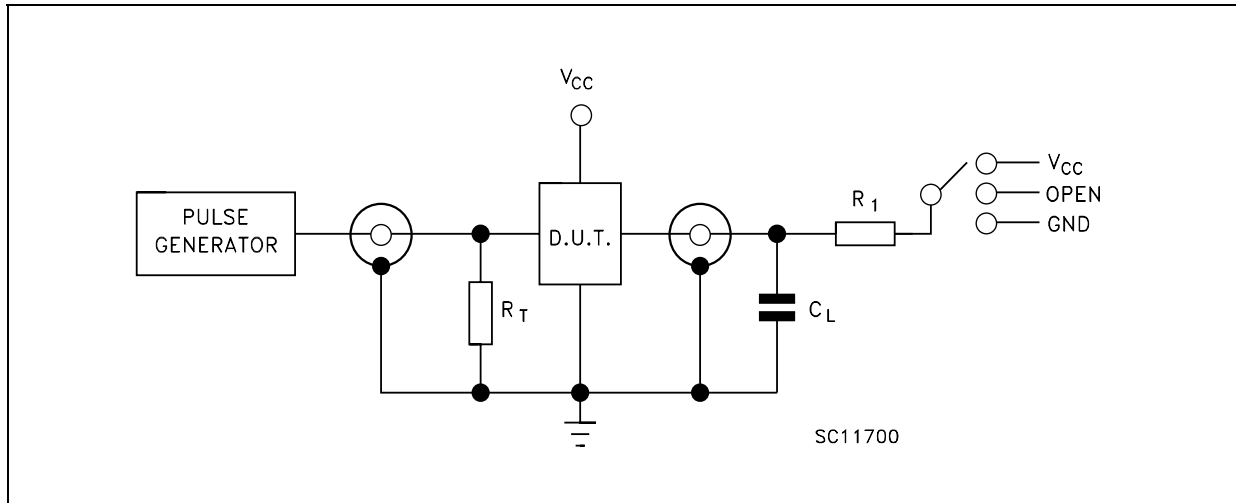 VCC
PULSE
GENERATOR
D.U.T.
RT
CL
R1
VCC
OPEN
GND
SC11700